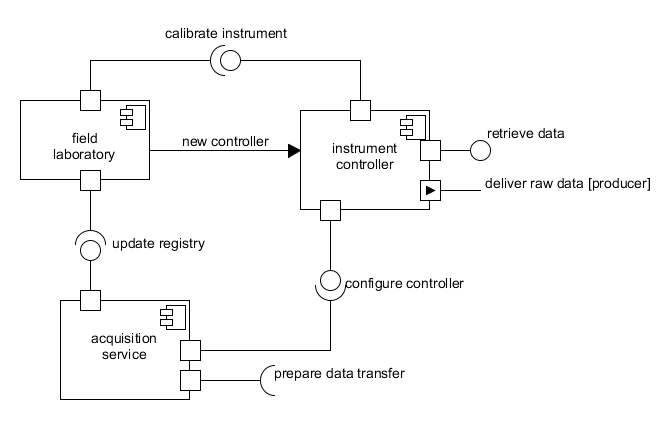 calibrate instrument
field
laboratory
new controller
instrument
controller
retrieve data
deliver raw data [producer]
update registry
configure controller
acquisition
service
prepare data transfer